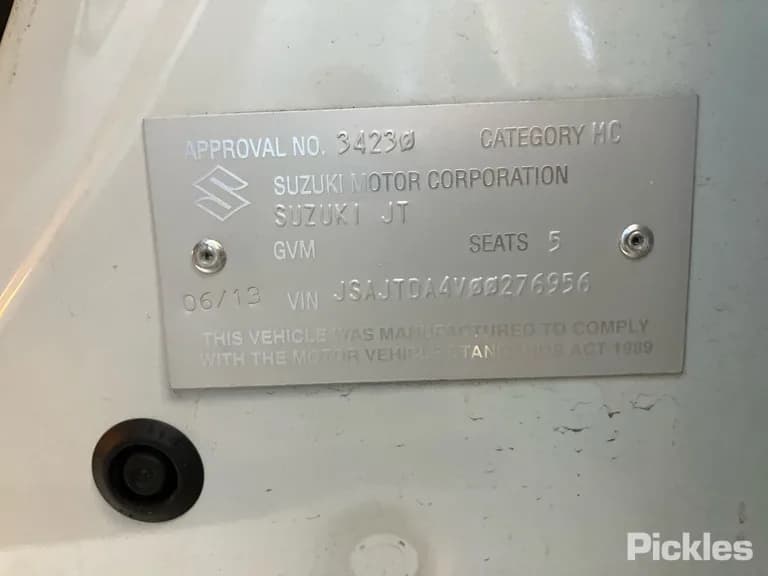 APPROVAL NO. 34230 CATEGORY MC
SUZUKI MOTOR CORPORATION
SUZUKI JT
GVM SEATS 5
06/13 VIN JSAJTDA4V00276956
THIS VEHICLE WAS MANUFACTURED TO COMPLY
WITH THE MOTOR VEHICLE STANDARDS ACT 1989
Pickles